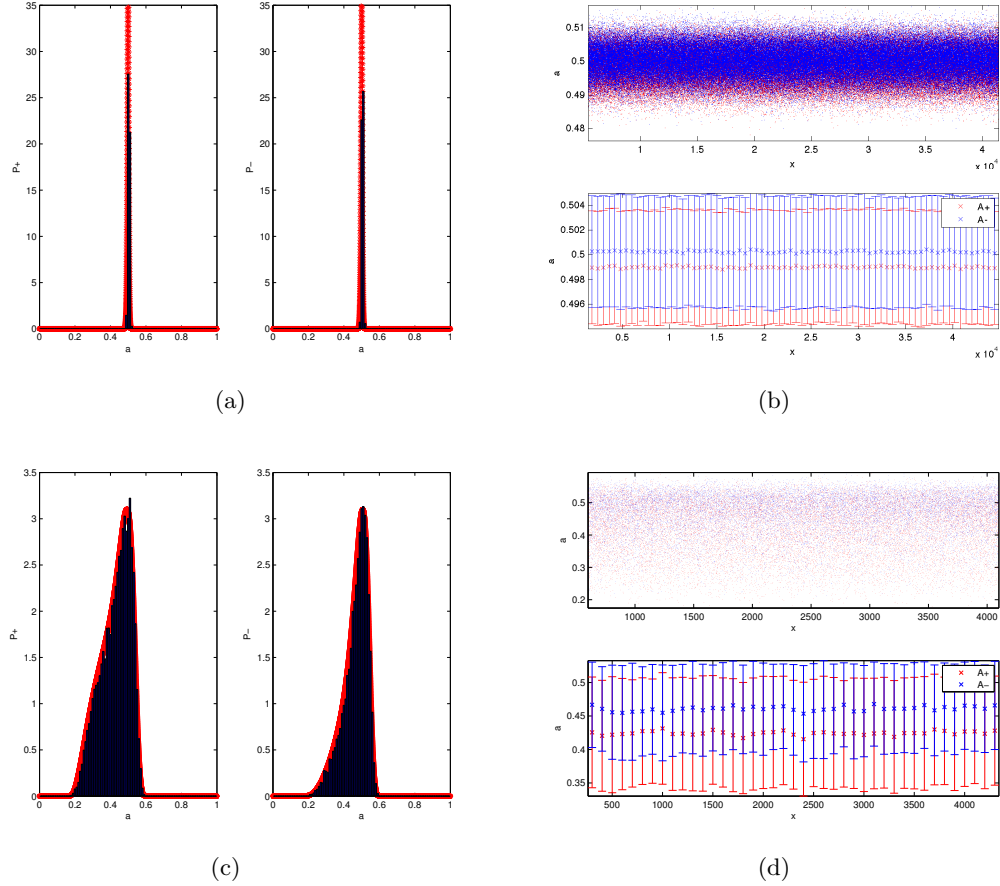 35
30
25
20
15
10
5
0
P+
0 0.2 0.4 0.6 0.8 1
a
35
30
25
20
15
10
5
0
P−
0 0.2 0.4 0.6 0.8 1
a
(a)
0.51
0.5
0.49
0.48
a
1 1.5 2 2.5 3 3.5 4
x
x 10^4
0.504
0.502
0.5
0.498
0.496
a
A+
A-
0.5 1 1.5 2 2.5 3 3.5 4
x
x 10^4
(b)
3.5
3
2.5
2
1.5
1
0.5
0
P+
0 0.2 0.4 0.6 0.8 1
a
3.5
3
2.5
2
1.5
1
0.5
0
P−
0 0.2 0.4 0.6 0.8 1
a
(c)
0.5
0.4
0.3
0.2
a
1000 1500 2000 2500 3000 3500 4000
x
0.5
0.45
0.4
0.35
a
A+
A−
500 1000 1500 2000 2500 3000 3500 4000
x
(d)